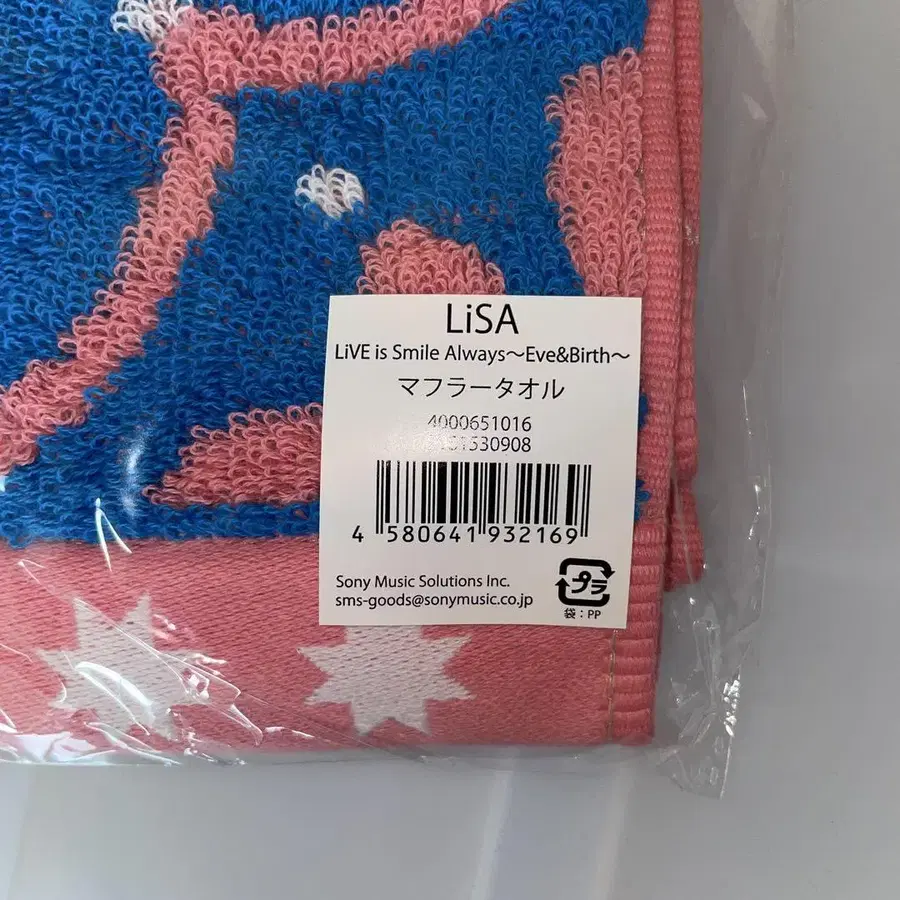 LiSA
LiVE is Smile Always～Eve&Birth～
マフラータオル
4000651016
4 580641 932169
Sony Music Solutions Inc.
sms-goods@sonymusic.co.jp
プラ
袋：PP